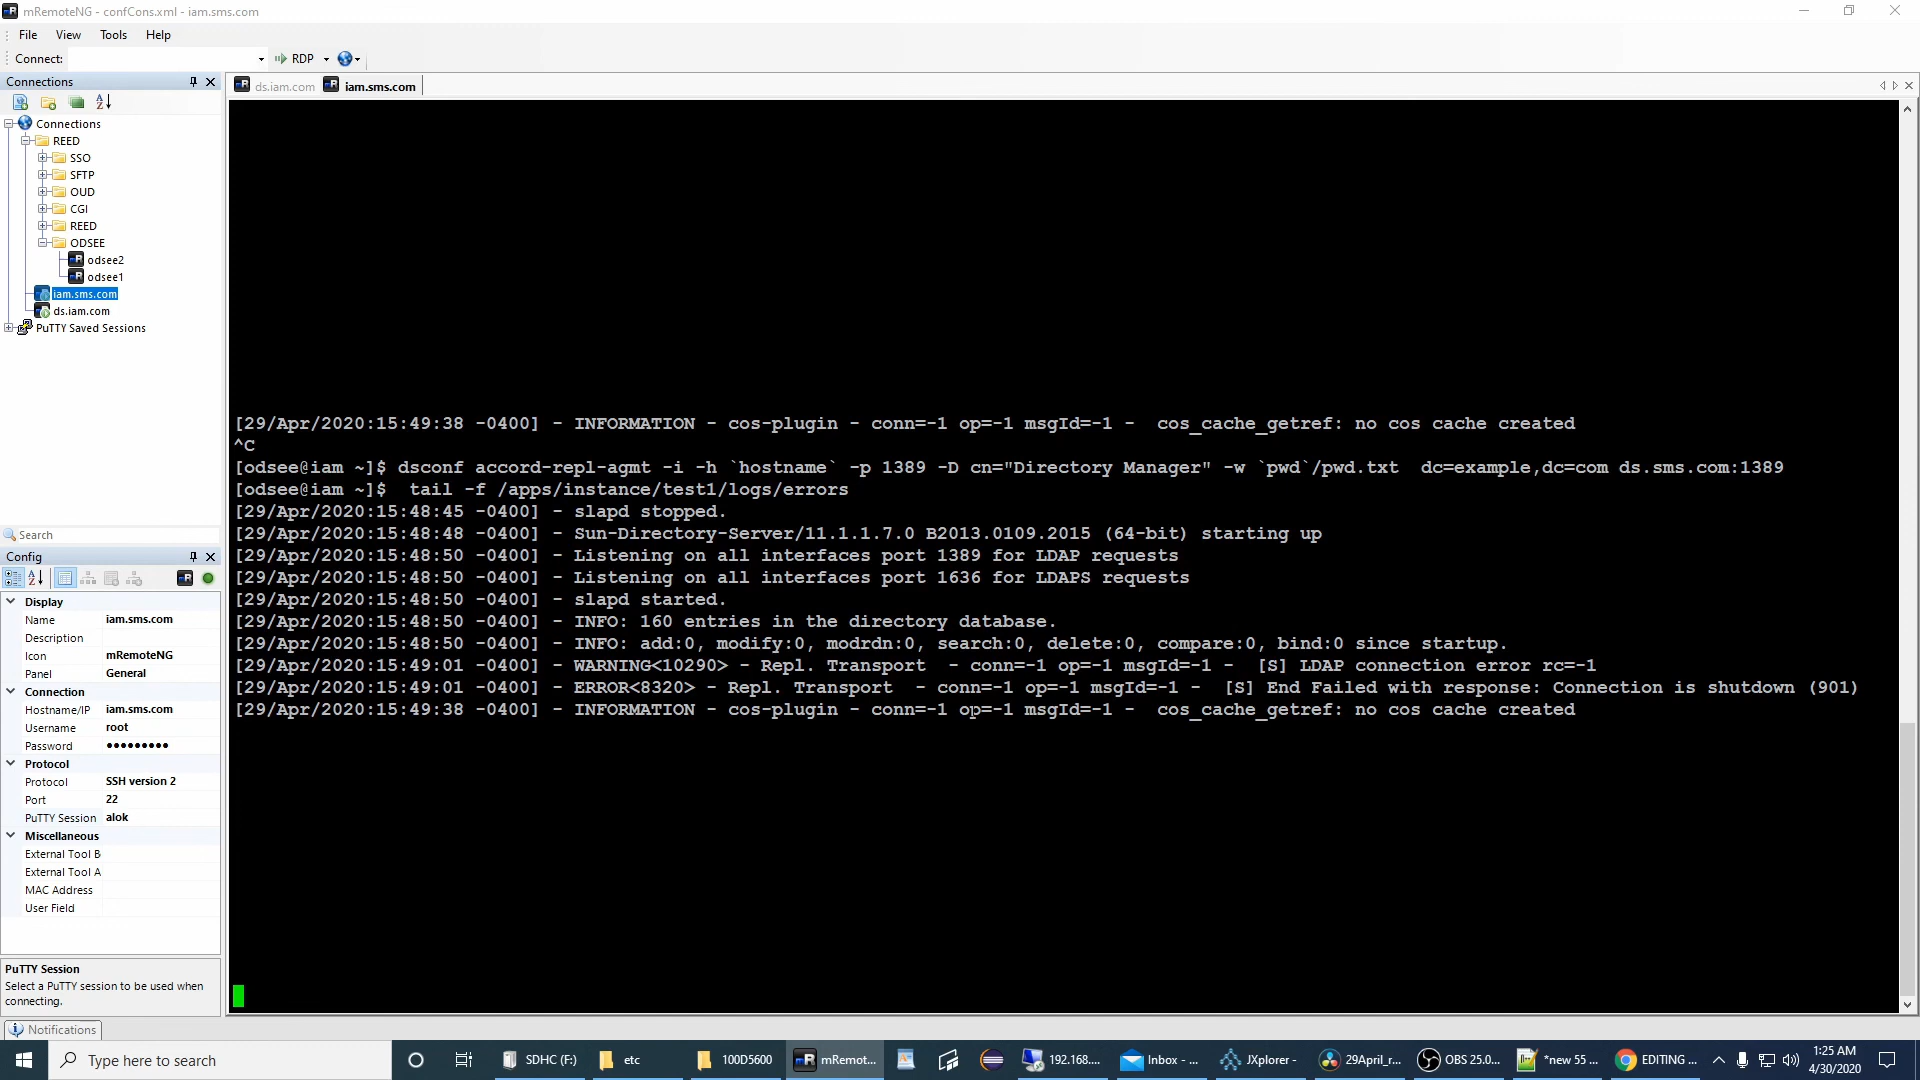 mRemoteNG - confCons.xml - iam.sms.com
File View Tools Help
Connect: RDP
Connections
ds.iam.com iam.sms.com
Connections
REED
SSO
SFTP
OUD
CGI
REED
ODSEE
odsee2
odsee1
iam.sms.com
ds.iam.com
PuTTY Saved Sessions
Search
Config
Display
Name iam.sms.com
Description
Icon mRemoteNG
Panel General
Connection
Hostname/IP iam.sms.com
Username root
Password ●●●●●●●●●
Protocol
Protocol SSH version 2
Port 22
PuTTY Session alok
Miscellaneous
External Tool B
External Tool A
MAC Address
User Field
PuTTY Session
Select a PuTTY session to be used when
connecting.
Notifications
[29/Apr/2020:15:49:38 -0400] - INFORMATION - cos-plugin - conn=-1 op=-1 msgId=-1 -  cos_cache_getref: no cos cache created
^C
[odsee@iam ~]$ dsconf accord-repl-agmt -i -h `hostname` -p 1389 -D cn="Directory Manager" -w `pwd`/pwd.txt  dc=example,dc=com ds.sms.com:1389
[odsee@iam ~]$  tail -f /apps/instance/test1/logs/errors
[29/Apr/2020:15:48:45 -0400] - slapd stopped.
[29/Apr/2020:15:48:48 -0400] - Sun-Directory-Server/11.1.1.7.0 B2013.0109.2015 (64-bit) starting up
[29/Apr/2020:15:48:50 -0400] - Listening on all interfaces port 1389 for LDAP requests
[29/Apr/2020:15:48:50 -0400] - Listening on all interfaces port 1636 for LDAPS requests
[29/Apr/2020:15:48:50 -0400] - slapd started.
[29/Apr/2020:15:48:50 -0400] - INFO: 160 entries in the directory database.
[29/Apr/2020:15:48:50 -0400] - INFO: add:0, modify:0, modrdn:0, search:0, delete:0, compare:0, bind:0 since startup.
[29/Apr/2020:15:49:01 -0400] - WARNING<10290> - Repl. Transport  - conn=-1 op=-1 msgId=-1 -  [S] LDAP connection error rc=-1
[29/Apr/2020:15:49:01 -0400] - ERROR<8320> - Repl. Transport  - conn=-1 op=-1 msgId=-1 -  [S] End Failed with response: Connection is shutdown (901)
[29/Apr/2020:15:49:38 -0400] - INFORMATION - cos-plugin - conn=-1 op=-1 msgId=-1 -  cos_cache_getref: no cos cache created
Type here to search SDHC (F:) etc 100D5600 mRemot... 192.168.... Inbox - ... JXplorer - 29April_r... OBS 25.0... *new 55 ... EDITING ... 1:25 AM
4/30/2020